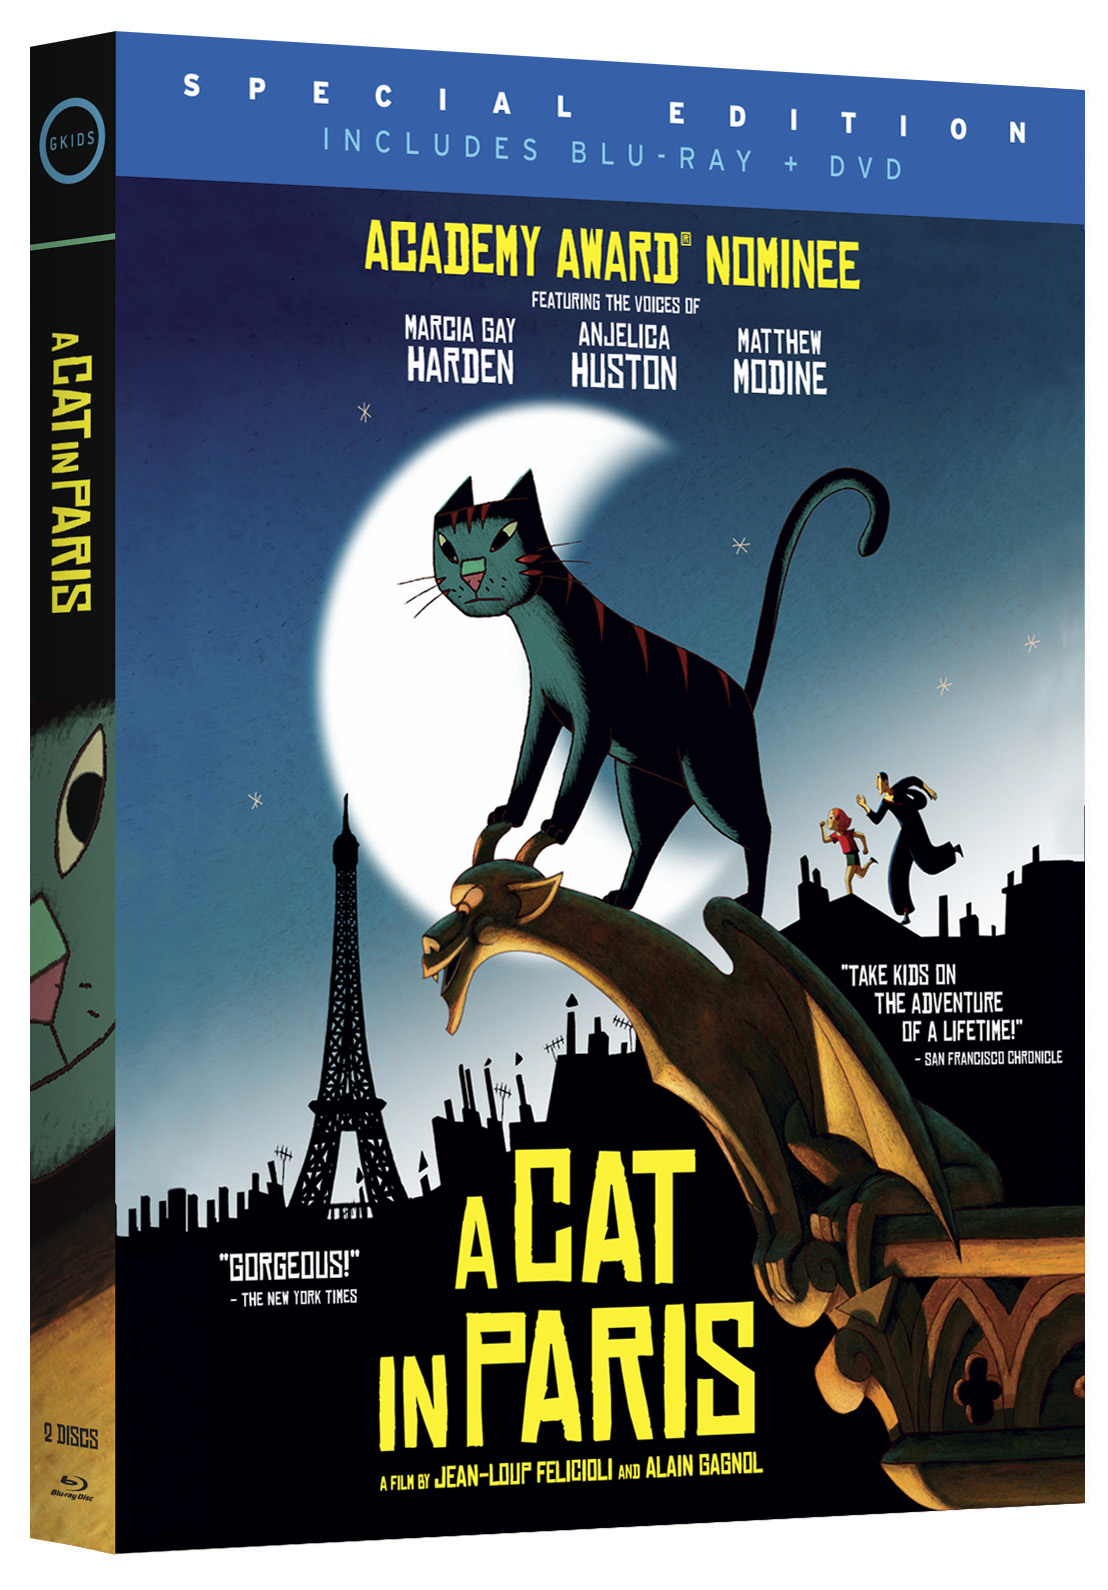 GKIDS
A CAT IN PARIS
2 DISCS
Blu-ray Disc
SPECIAL EDITION
INCLUDES BLU-RAY + DVD
ACADEMY AWARD® NOMINEE
FEATURING THE VOICES OF
MARCIA GAY HARDEN
ANJELICA HUSTON
MATTHEW MODINE
"TAKE KIDS ON
THE ADVENTURE
OF A LIFETIME!"
- SAN FRANCISCO CHRONICLE
"GORGEOUS!"
- THE NEW YORK TIMES
A CAT
IN PARIS
A FILM BY JEAN-LOUP FELICIOLI AND ALAIN GAGNOL